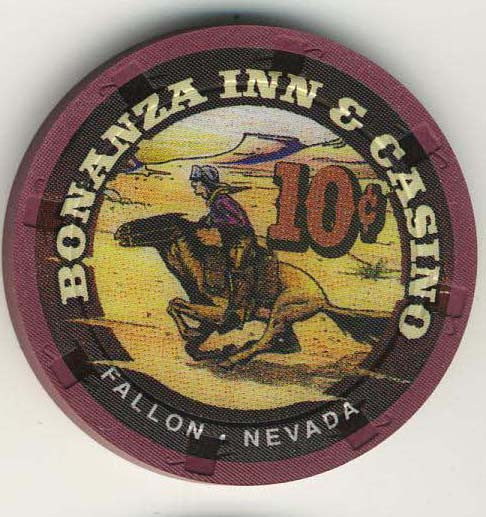 BONANZA INN & CASINO
10¢
FALLON • NEVADA